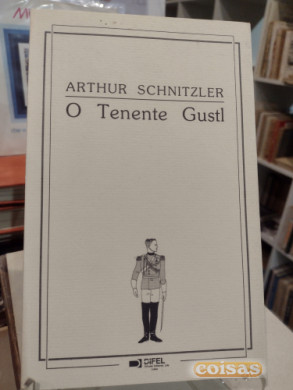 ARTHUR SCHNITZLER
O Tenente Gustl
DIFEL
coisas